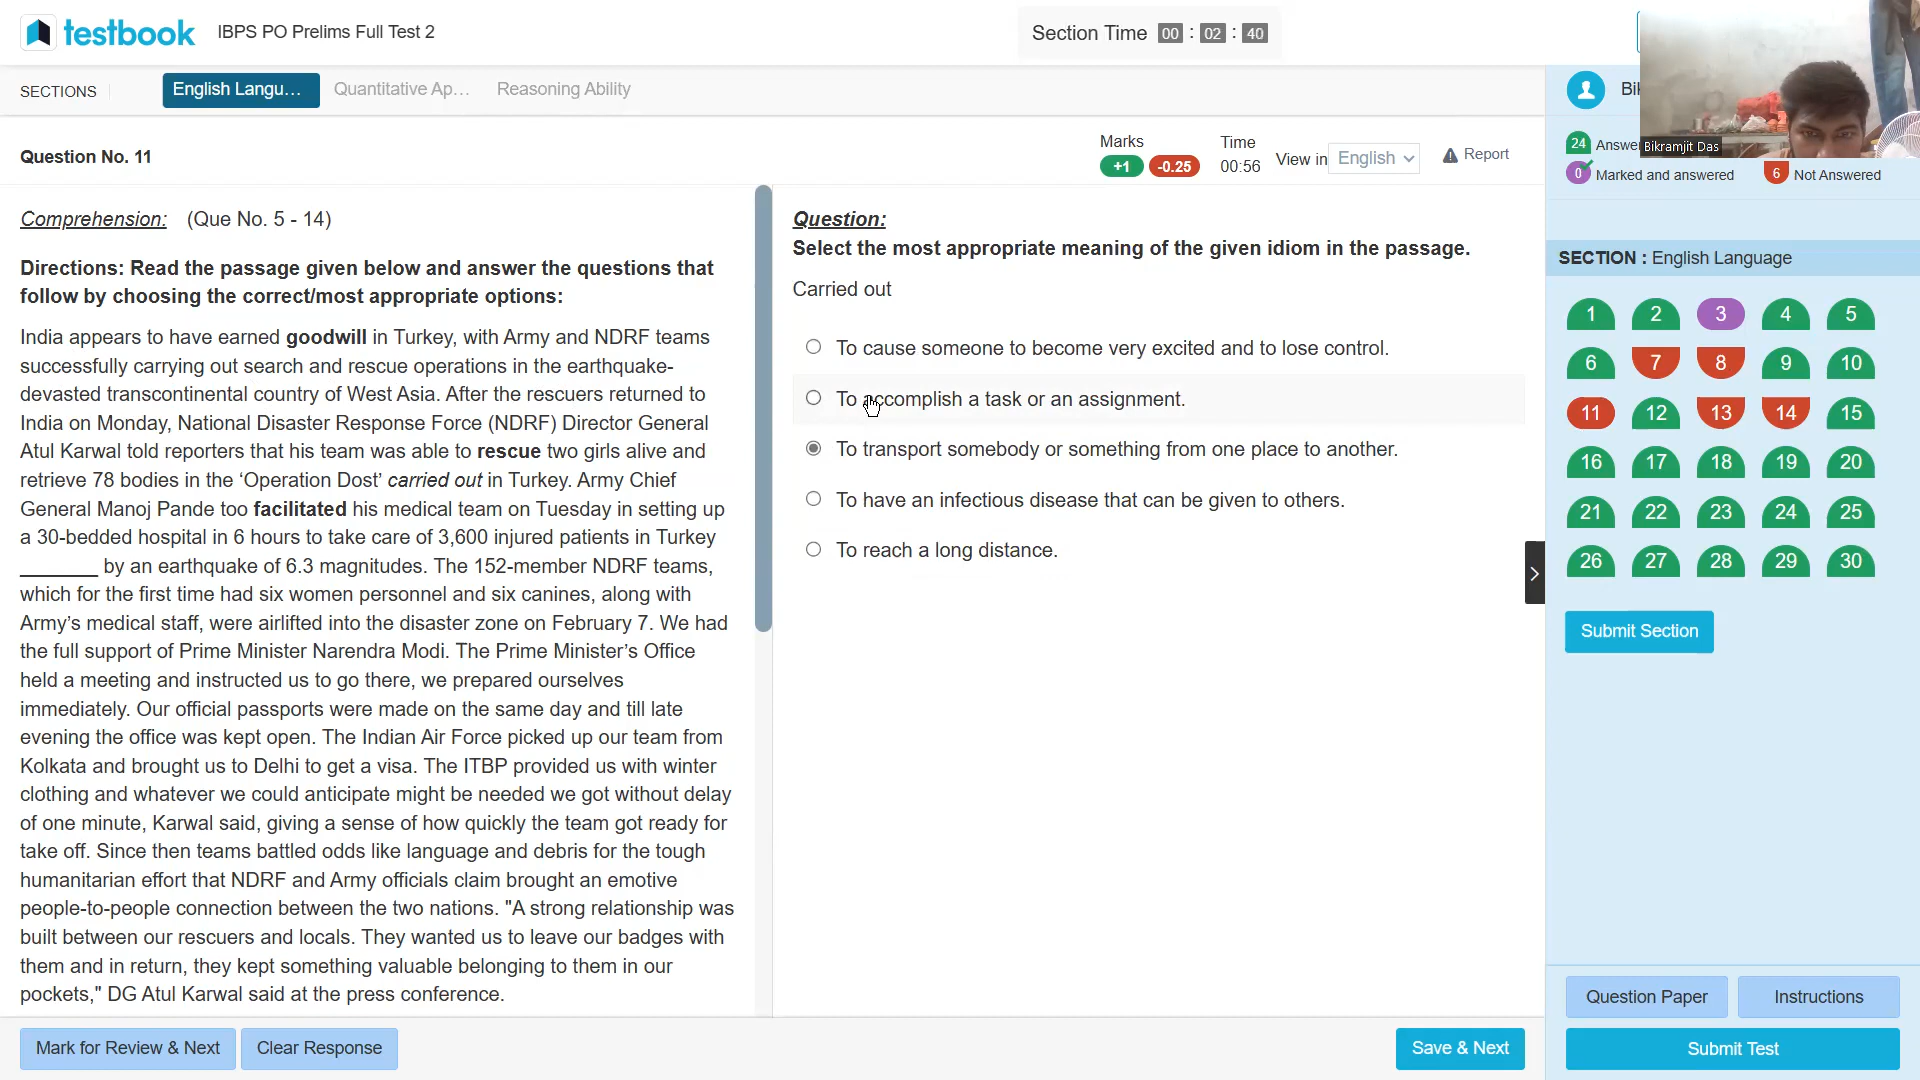 testbook IBPS PO Prelims Full Test 2 Section Time 00 : 02 : 40
SECTIONS English Langu... Quantitative Ap... Reasoning Ability
Question No. 11
Marks
+1 -0.25
Time
00:56
View in English
Report
Comprehension: (Que No. 5 - 14)
Directions: Read the passage given below and answer the questions that
follow by choosing the correct/most appropriate options:
India appears to have earned goodwill in Turkey, with Army and NDRF teams
successfully carrying out search and rescue operations in the earthquake-
devasted transcontinental country of West Asia. After the rescuers returned to
India on Monday, National Disaster Response Force (NDRF) Director General
Atul Karwal told reporters that his team was able to rescue two girls alive and
retrieve 78 bodies in the ‘Operation Dost’ carried out in Turkey. Army Chief
General Manoj Pande too facilitated his medical team on Tuesday in setting up
a 30-bedded hospital in 6 hours to take care of 3,600 injured patients in Turkey
_______ by an earthquake of 6.3 magnitudes. The 152-member NDRF teams,
which for the first time had six women personnel and six canines, along with
Army’s medical staff, were airlifted into the disaster zone on February 7. We had
the full support of Prime Minister Narendra Modi. The Prime Minister’s Office
held a meeting and instructed us to go there, we prepared ourselves
immediately. Our official passports were made on the same day and till late
evening the office was kept open. The Indian Air Force picked up our team from
Kolkata and brought us to Delhi to get a visa. The ITBP provided us with winter
clothing and whatever we could anticipate might be needed we got without delay
of one minute, Karwal said, giving a sense of how quickly the team got ready for
take off. Since then teams battled odds like language and debris for the tough
humanitarian effort that NDRF and Army officials claim brought an emotive
people-to-people connection between the two nations. "A strong relationship was
built between our rescuers and locals. They wanted us to leave our badges with
them and in return, they kept something valuable belonging to them in our
pockets," DG Atul Karwal said at the press conference.
Question:
Select the most appropriate meaning of the given idiom in the passage.
Carried out
To cause someone to become very excited and to lose control.
To accomplish a task or an assignment.
To transport somebody or something from one place to another.
To have an infectious disease that can be given to others.
To reach a long distance.
Mark for Review & Next Clear Response Save & Next
Bikramjit Das
24
0 Marked and answered 6 Not Answered
SECTION : English Language
1 2 3 4 5
6 7 8 9 10
11 12 13 14 15
16 17 18 19 20
21 22 23 24 25
26 27 28 29 30
Submit Section
Question Paper Instructions
Submit Test